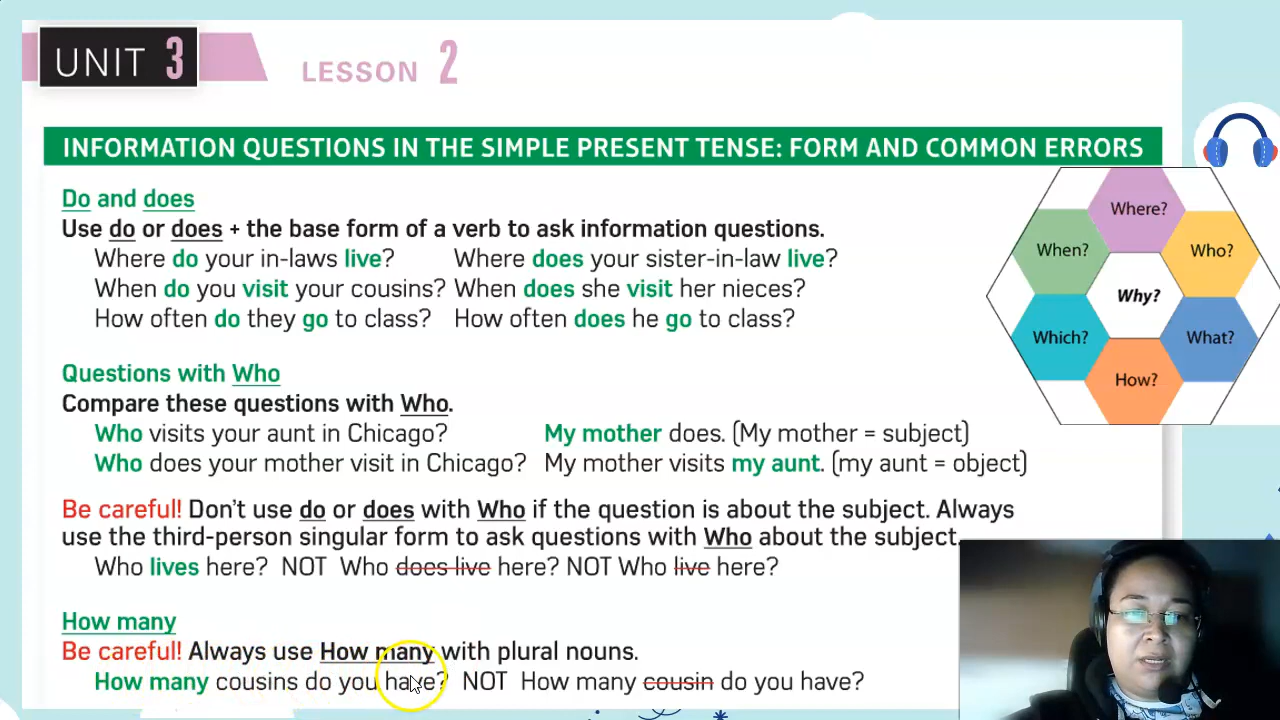 UNIT 3
LESSON 2
INFORMATION QUESTIONS IN THE SIMPLE PRESENT TENSE: FORM AND COMMON ERRORS
Do and does
Use do or does + the base form of a verb to ask information questions.
Where do your in-laws live? Where does your sister-in-law live?
When do you visit your cousins? When does she visit her nieces?
How often do they go to class? How often does he go to class?
Questions with Who
Compare these questions with Who.
Who visits your aunt in Chicago? My mother does. (My mother = subject)
Who does your mother visit in Chicago? My mother visits my aunt. (my aunt = object)
Be careful! Don't use do or does with Who if the question is about the subject. Always
use the third-person singular form to ask questions with Who about the subject.
Who lives here? NOT Who does live here? NOT Who live here?
How many
Be careful! Always use How many with plural nouns.
How many cousins do you have? NOT How many cousin do you have?
Where?
When?
Who?
Why?
Which?
What?
How?